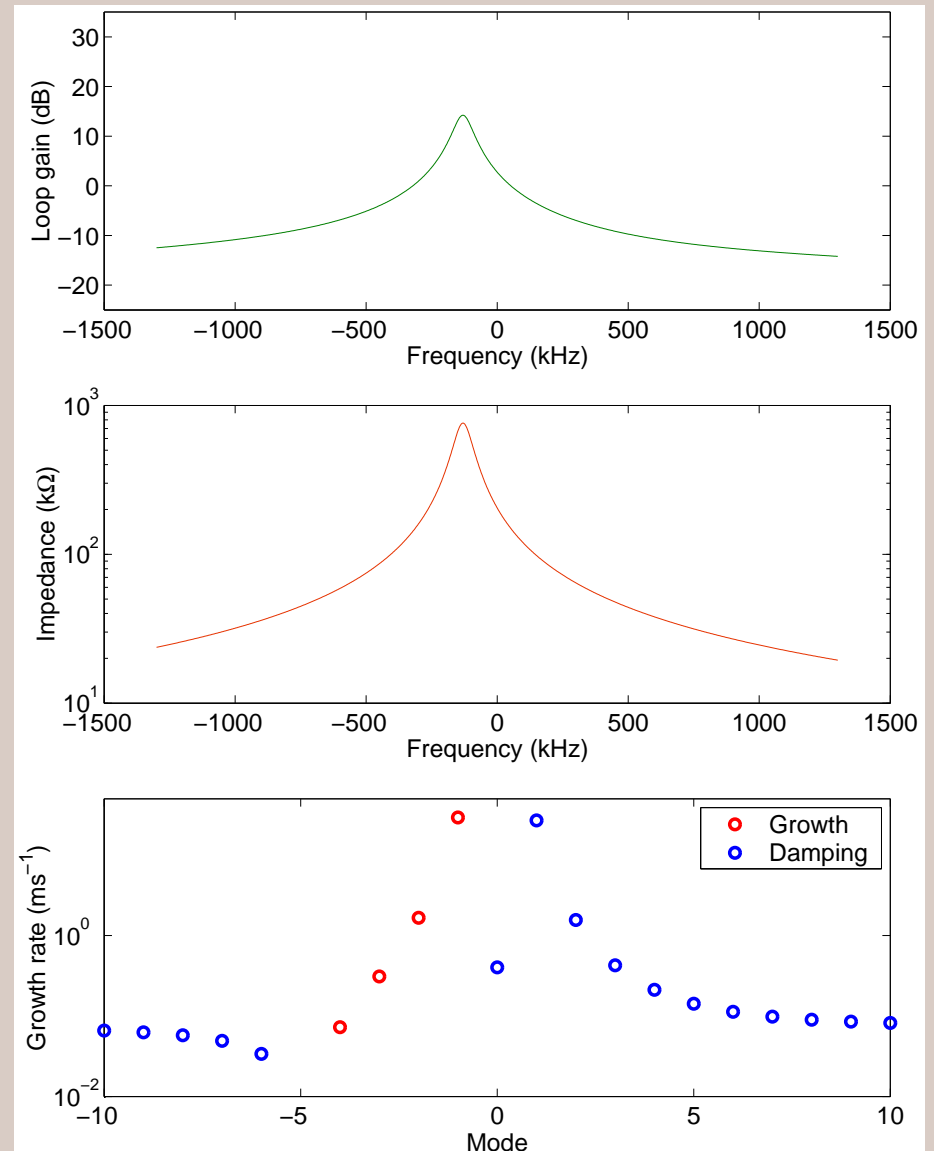 30
20
10
0
−10
−20
Loop gain (dB)
−1500 −1000 −500 0 500 1000 1500
Frequency (kHz)
10^3
10^2
10^1
Impedance (kΩ)
−1500 −1000 −500 0 500 1000 1500
Frequency (kHz)
Growth
Damping
10^0
10^−2
Growth rate (ms^−1)
−10 −5 0 5 10
Mode